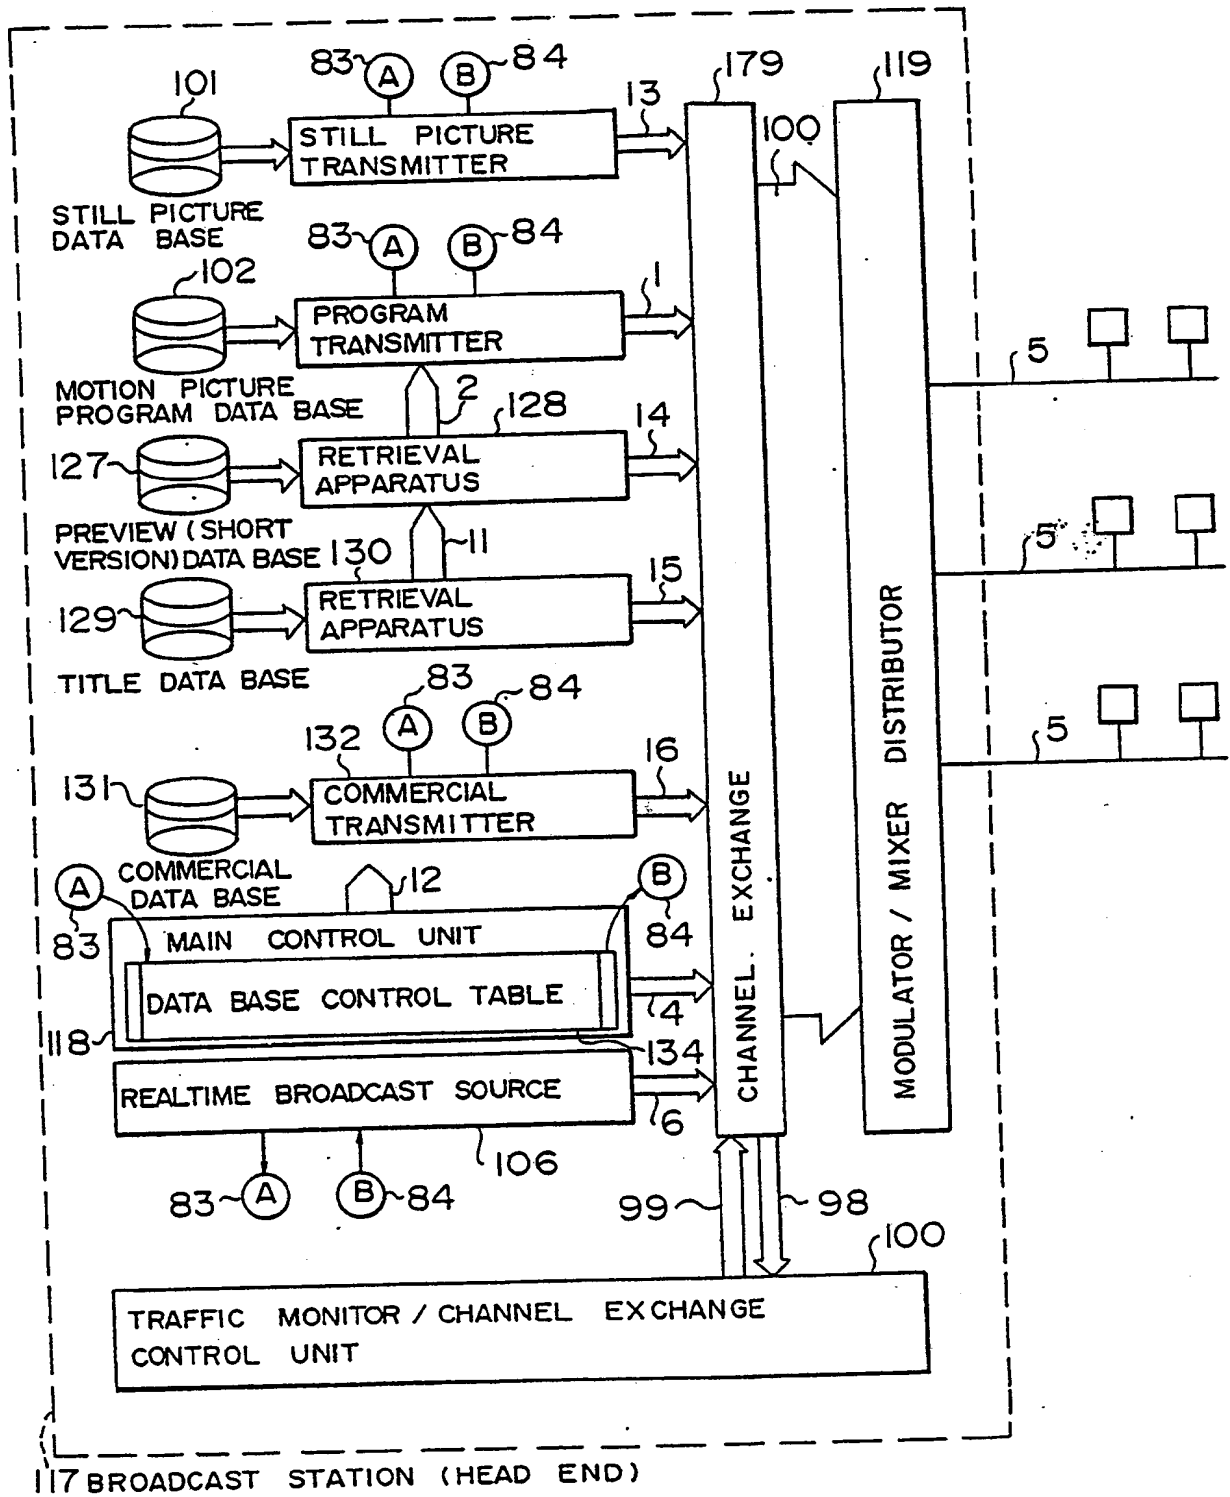 83 84
A B
101 179 119
13
100
STILL PICTURE
TRANSMITTER
STILL PICTURE
DATA BASE
83 84
A B
102
1
PROGRAM
TRANSMITTER
MOTION PICTURE
PROGRAM DATA BASE
5
2 128 14
127
RETRIEVAL
APPARATUS
PREVIEW (SHORT
VERSION) DATA BASE
130 11 15
5
129
RETRIEVAL
APPARATUS
TITLE DATA BASE
83 84
A B
132 16
5
131
COMMERCIAL
TRANSMITTER
COMMERCIAL
DATA BASE
A
83
12
B
84
MAIN CONTROL UNIT
DATA BASE CONTROL TABLE
4
118
134
REALTIME BROADCAST SOURCE
6
106
83 A B 84
CHANNEL. EXCHANGE
MODULATOR / MIXER DISTRIBUTOR
99 98
100
TRAFFIC MONITOR / CHANNEL EXCHANGE
CONTROL UNIT
117 BROADCAST STATION (HEAD END)